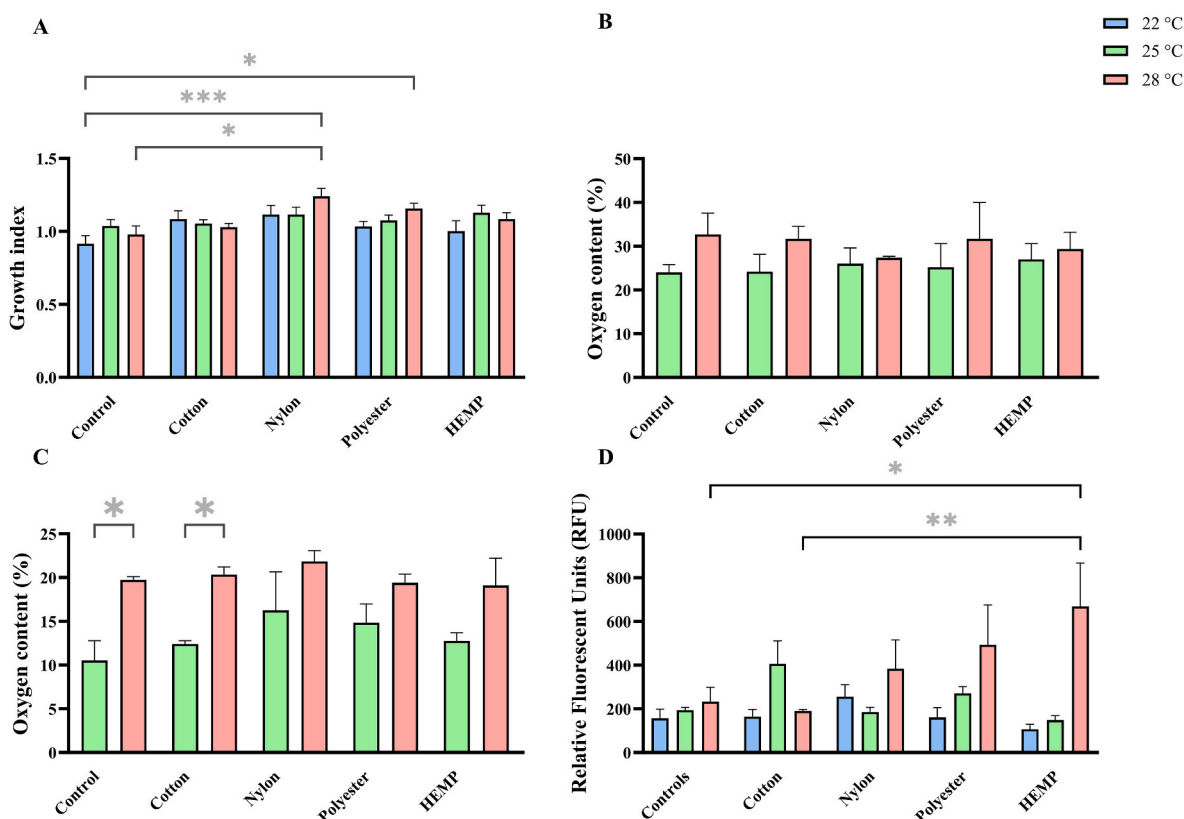 A
B
22 °C
25 °C
28 °C
*
***
*
Growth index
1.5
1.0
0.5
0.0
Control
Cotton
Nylon
Polyester
HEMP
Oxygen content (%)
50
40
30
20
10
0
Control
Cotton
Nylon
Polyester
HEMP
C
D
*
*
Oxygen content (%)
25
20
15
10
5
0
Control
Cotton
Nylon
Polyester
HEMP
*
**
Relative Fluorescent Units (RFU)
1000
800
600
400
200
0
Controls
Cotton
Nylon
Polyester
HEMP